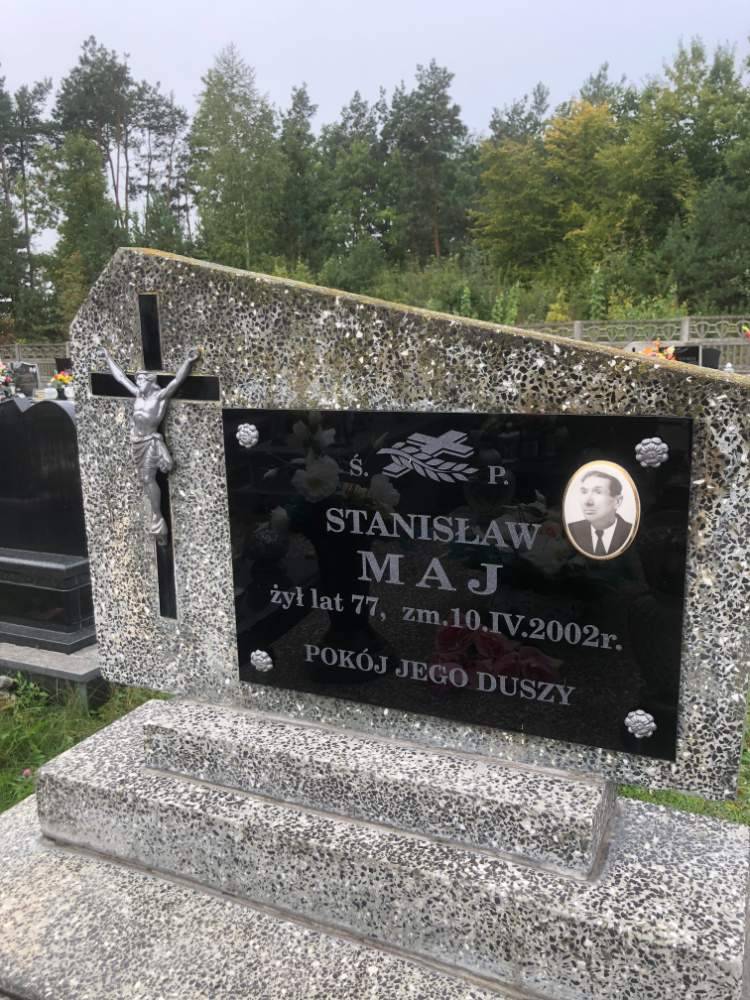 Ś. P.
STANISŁAW
MAJ
żył lat 77, zm.10.IV.2002r.
POKÓJ JEGO DUSZY